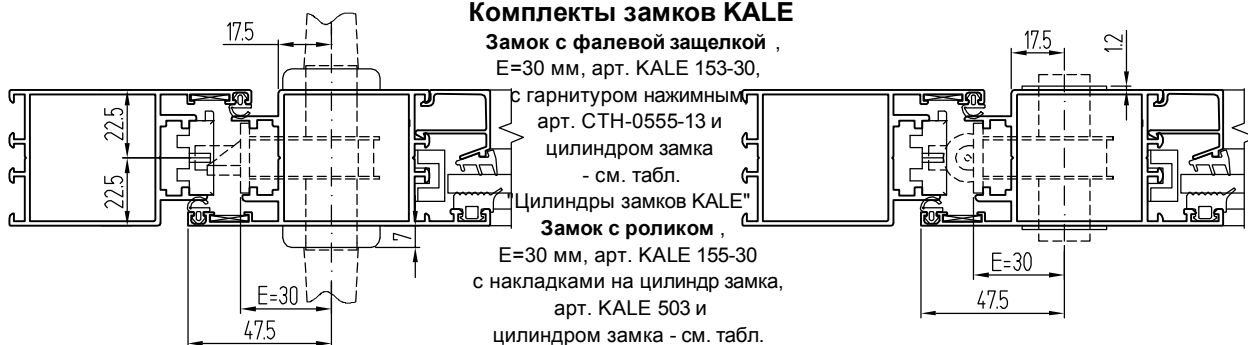 Комплекты замков KALE
Замок с фалевой защелкой ,
E=30 мм, арт. KALE 153-30,
с гарнитуром нажимным
арт. СТН-0555-13 и
цилиндром замка
- см. табл.
"Цилиндры замков KALE"
Замок с роликом ,
E=30 мм, арт. KALE 155-30
с накладками на цилиндр замка,
арт. KALE 503 и
цилиндром замка - см. табл.
17.5
22.5
22.5
7
E=30
47.5
17.5
1.2
E=30
47.5